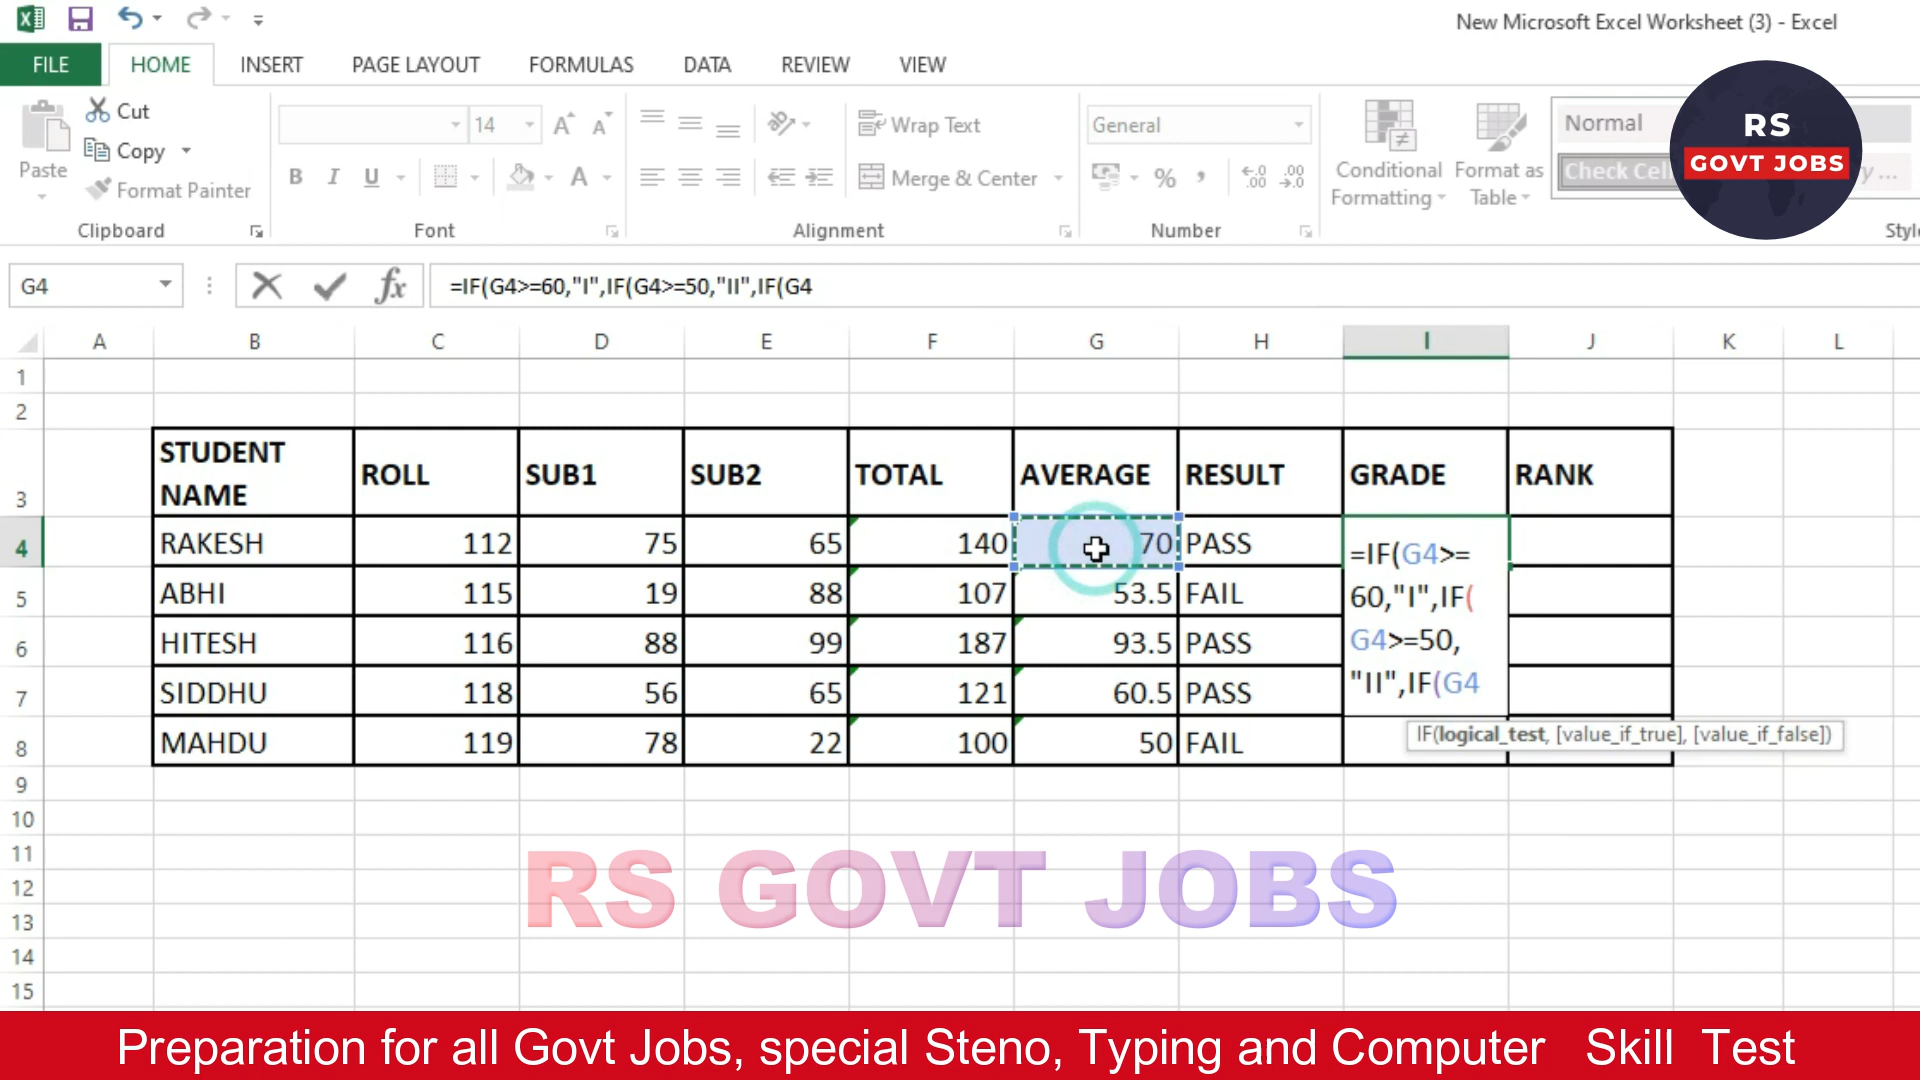 New Microsoft Excel Worksheet (3) - Excel
FILE HOME INSERT PAGE LAYOUT FORMULAS DATA REVIEW VIEW
RS
GOVT JOBS
Paste
Cut
Copy
Format Painter
Clipboard
14
A A
B I U A
Font
Wrap Text
Merge & Center
Alignment
General
% ,
Number
Conditional
Formatting
Format as
Table
Normal
Check Cell
y ...
Style
G4
fx
=IF(G4>=60,"I",IF(G4>=50,"II",IF(G4
A B C D E F G H I J K L
1
2
3 STUDENT NAME ROLL SUB1 SUB2 TOTAL AVERAGE RESULT GRADE RANK
4 RAKESH 112 75 65 140 70 PASS
=IF(G4>=
60,"I",IF(
G4>=50,
"II",IF(G4
5 ABHI 115 19 88 107 53.5 FAIL
6 HITESH 116 88 99 187 93.5 PASS
7 SIDDHU 118 56 65 121 60.5 PASS
IF(logical_test, [value_if_true], [value_if_false])
8 MAHDU 119 78 22 100 50 FAIL
9
10
11
12
13
14
15
RS GOVT JOBS
Preparation for all Govt Jobs, special Steno, Typing and Computer Skill Test